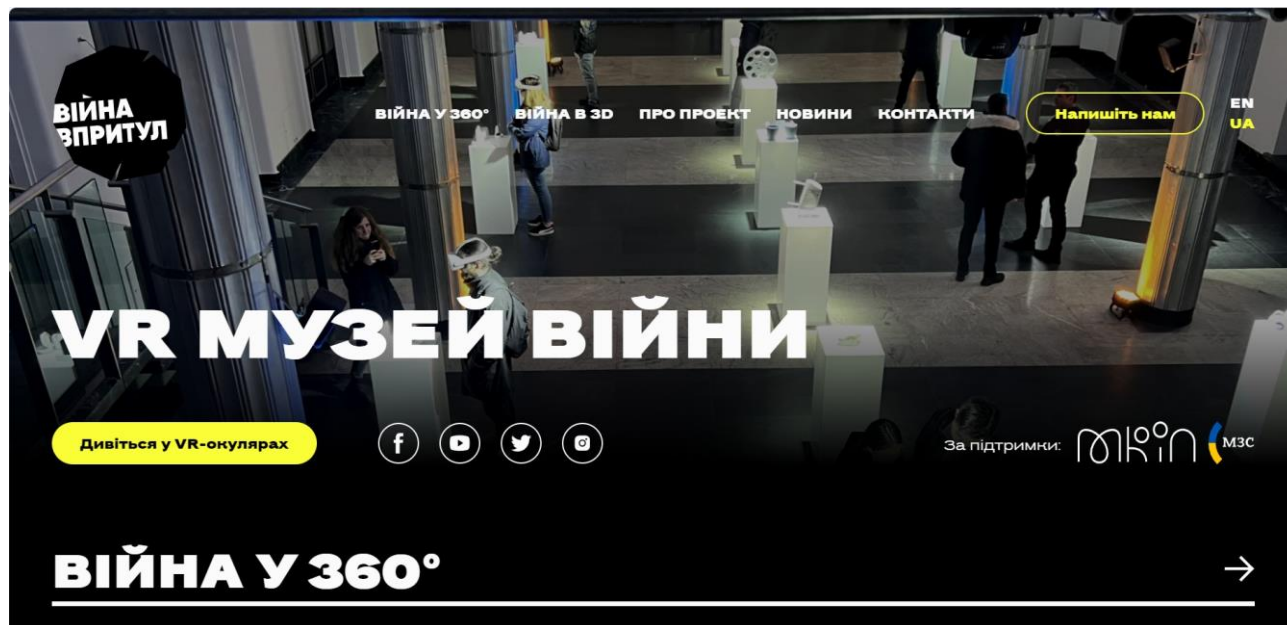 ВІЙНА
ВПРИТУЛ
ВІЙНА У 360° ВІЙНА В 3D ПРО ПРОЕКТ НОВИНИ КОНТАКТИ Напишіть нам EN
UA
VR МУЗЕЙ ВІЙНИ
Дивіться у VR-окулярах
За підтримки: мкіп МЗС
ВІЙНА У 360°